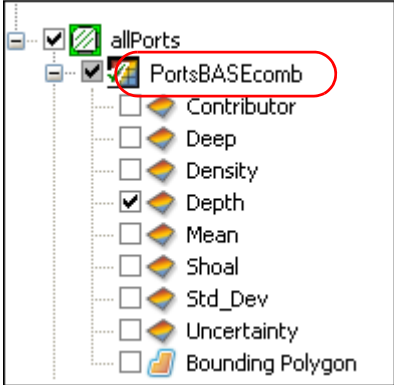 allPorts
PortsBASEcomb
Contributor
Deep
Density
Depth
Mean
Shoal
Std_Dev
Uncertainty
Bounding Polygon